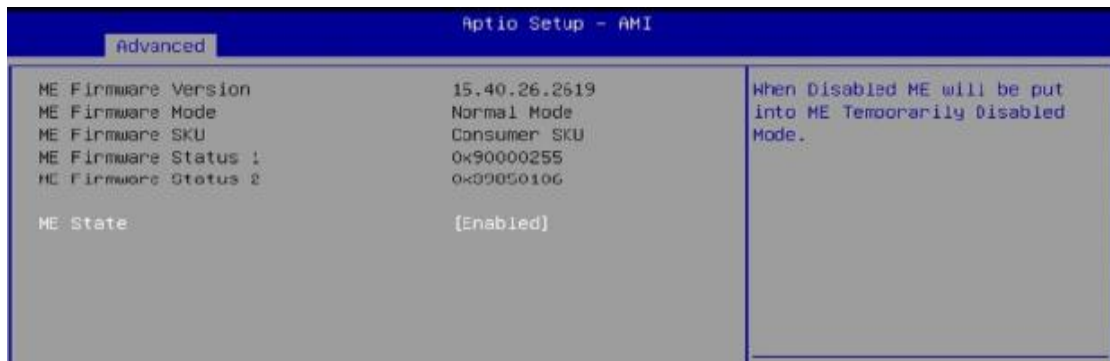 Aptio Setup – AMI
Advanced
ME Firmware Version 15.40.26.2619
ME Firmware Mode Normal Mode
ME Firmware SKU Consumer SKU
ME Firmware Status 1 0x90000255
ME Firmware Status 2
ME State [Enabled]
When Disabled ME will be put
into ME Temporarily Disabled
Mode.